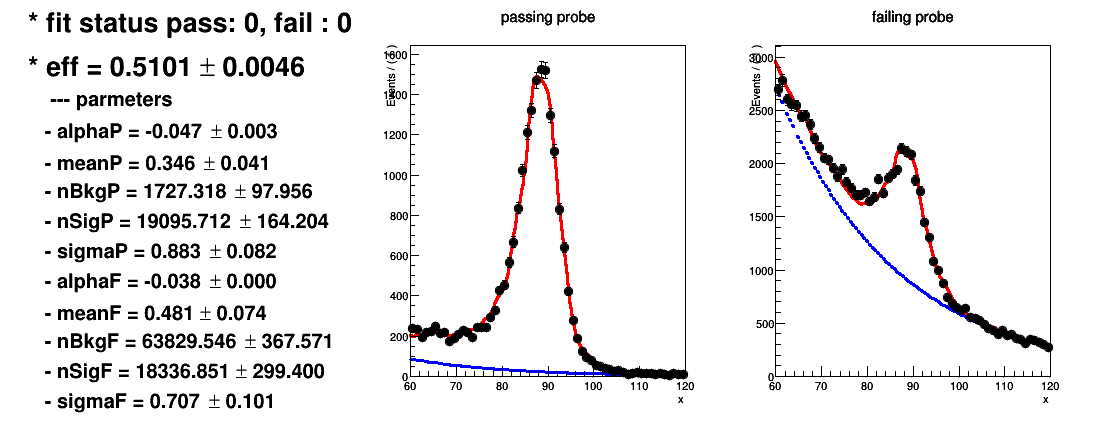 * fit status pass: 0, fail : 0
* eff = 0.5101 ± 0.0046
--- parmeters
- alphaP = -0.047 ± 0.003
- meanP = 0.346 ± 0.041
- nBkgP = 1727.318 ± 97.956
- nSigP = 19095.712 ± 164.204
- sigmaP = 0.883 ± 0.082
- alphaF = -0.038 ± 0.000
- meanF = 0.481 ± 0.074
- nBkgF = 63829.546 ± 367.571
- nSigF = 18336.851 ± 299.400
- sigmaF = 0.707 ± 0.101
passing probe
Events / ( )
1600
1400
1200
1000
800
600
400
200
0
60 70 80 90 100 110 120
x
failing probe
Events / ( )
3000
2500
2000
1500
1000
500
0
60 70 80 90 100 110 120
x